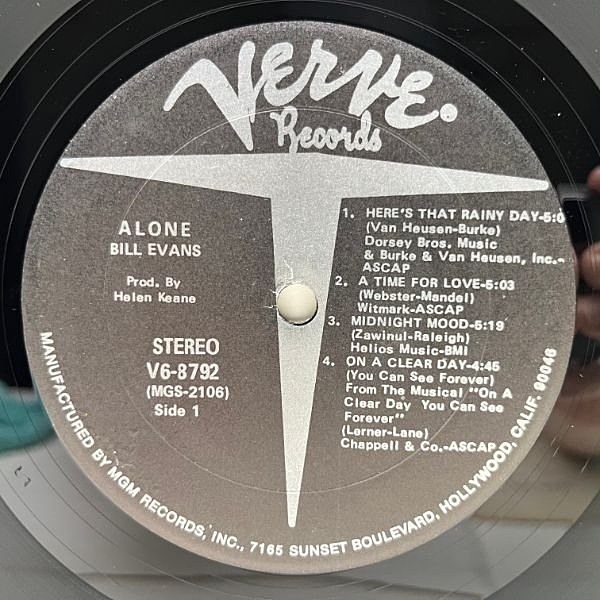 Verve.
Records
ALONE
BILL EVANS
Prod. By
Helen Keane
STEREO
V6-8792
(MGS-2106)
Side 1
1. HERE'S THAT RAINY DAY-5:0
(Van Heusen-Burke)
Dorsey Bros. Music
& Burke & Van Heusen, Inc.-
ASCAP
2. A TIME FOR LOVE-5:03
(Webster-Mandel)
Witmark-ASCAP
3. MIDNIGHT MOOD-5:19
(Zawinul-Raleigh)
Helios Music-BMI
4. ON A CLEAR DAY-4:45
(You Can See Forever)
From The Musical "On A
Clear Day You Can See
Forever"
(Lerner-Lane)
Chappell & Co.-ASCAP
MANUFACTURED BY MGM RECORDS, INC., 7165 SUNSET BOULEVARD, HOLLYWOOD, CALIF. 90046